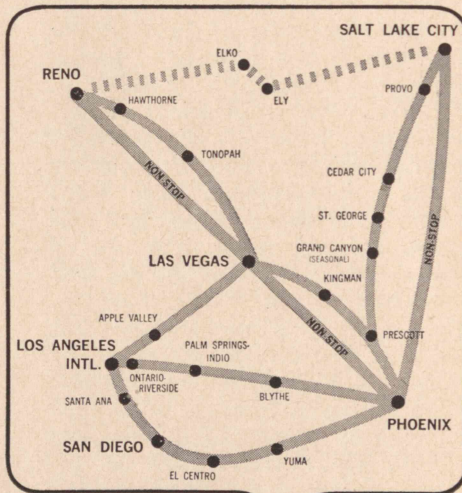 SALT LAKE CITY
ELKO
RENO
ELY
PROVO
HAWTHORNE
TONOPAH
NON-STOP
CEDAR CITY
ST. GEORGE
NON-STOP
GRAND CANYON
(SEASONAL)
LAS VEGAS
KINGMAN
APPLE VALLEY
NON-STOP
LOS ANGELES
INTL.
PALM SPRINGS-
INDIO
PRESCOTT
ONTARIO-
RIVERSIDE
BLYTHE
SANTA ANA
PHOENIX
SAN DIEGO
EL CENTRO
YUMA